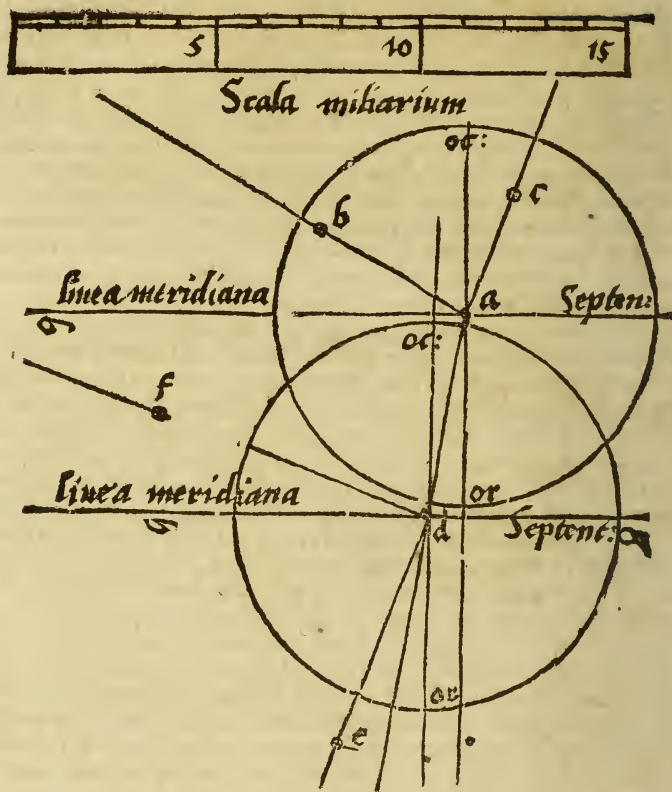 5 10 15
Scala miliarium
oc:
c
b
linea meridiana a Septen:
g
oc:
f
or
linea meridiana
d Septent:
g g
or
e